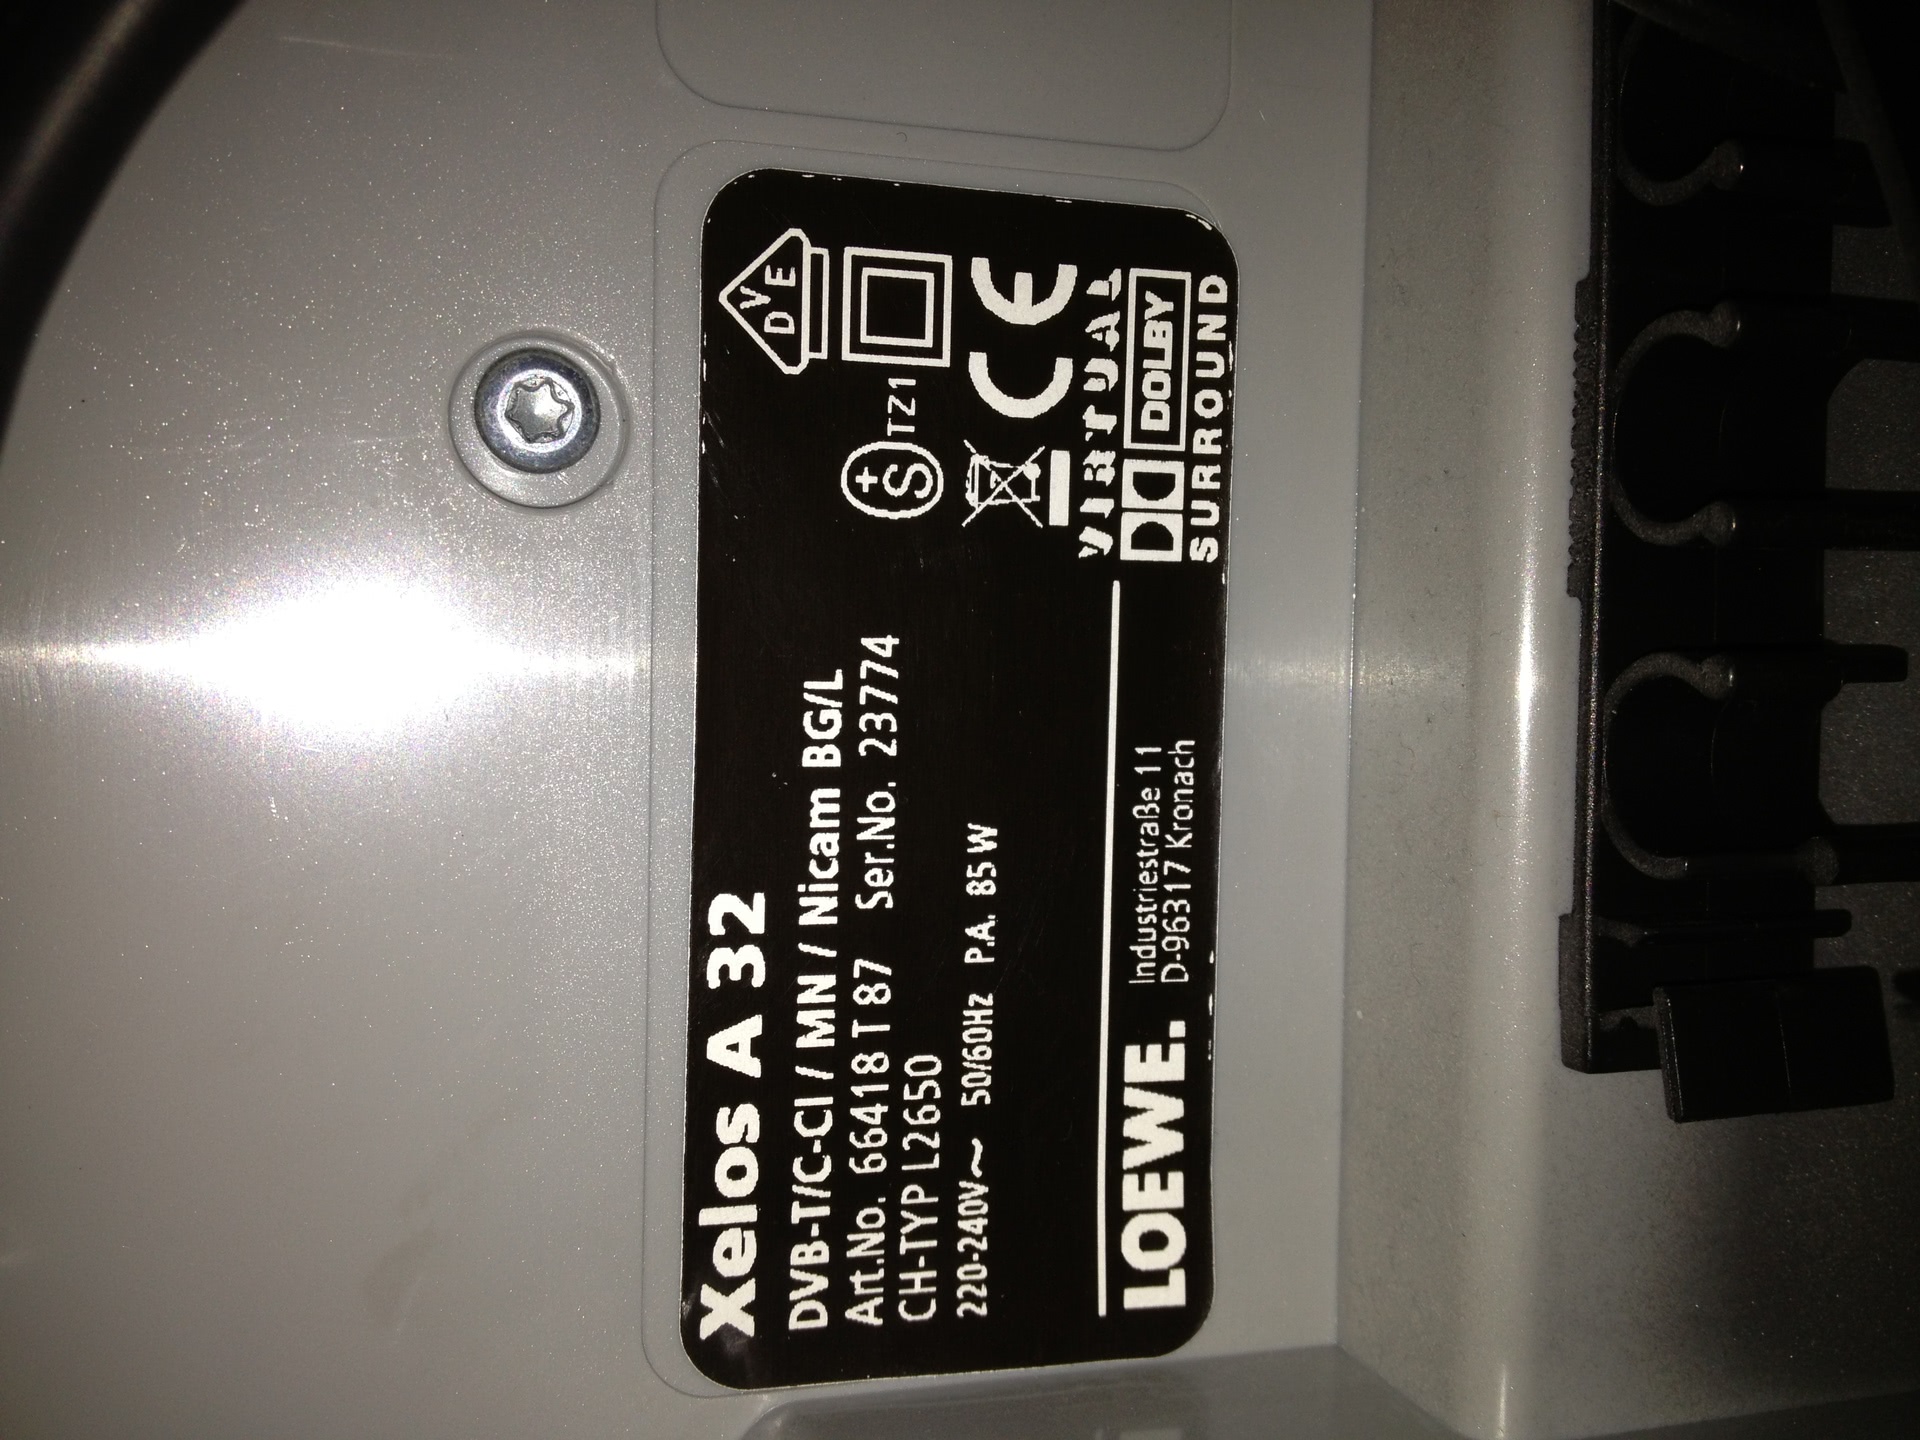 Xelos A 32
DVB-T/C-CI / MN / Nicam BG/L
Art.No. 66418 T 87 Ser.No. 23774
CH-TYP L2650
220-240V~ 50/60Hz P.A. 85 W
LOEWE.
Industriestraße 11
D-96317 Kronach
DVE
+S
TZ1
CE
VIRTUAL
DOLBY
SURROUND